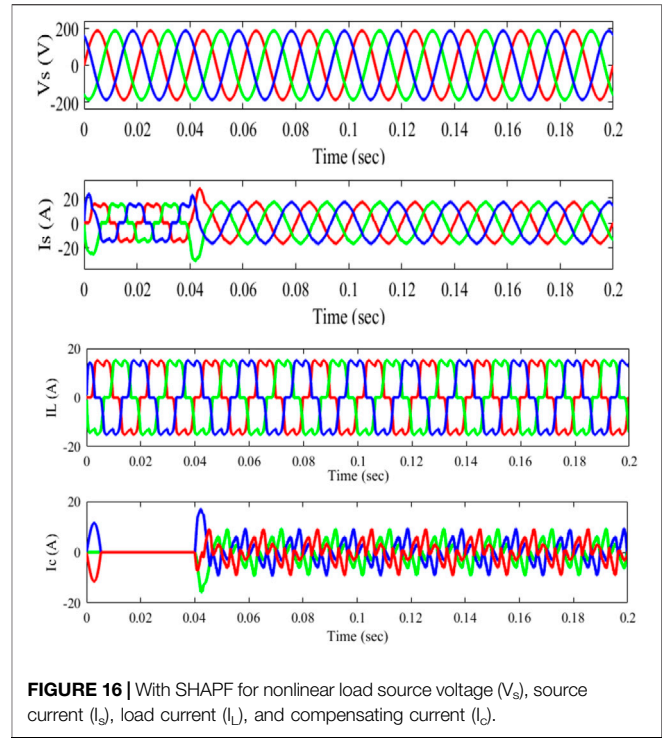 200
0
-200
Vs (V)
0 0.02 0.04 0.06 0.08 0.1 0.12 0.14 0.16 0.18 0.2
Time (sec)
20
0
-20
Is (A)
0 0.02 0.04 0.06 0.08 0.1 0.12 0.14 0.16 0.18 0.2
Time (sec)
20
0
-20
IL (A)
0 0.02 0.04 0.06 0.08 0.1 0.12 0.14 0.16 0.18 0.2
Time (sec)
20
0
-20
Ic (A)
0 0.02 0.04 0.06 0.08 0.1 0.12 0.14 0.16 0.18 0.2
Time (sec)
FIGURE 16 | With SHAPF for nonlinear load source voltage (Vs), source
current (Is), load current (IL), and compensating current (Ic).